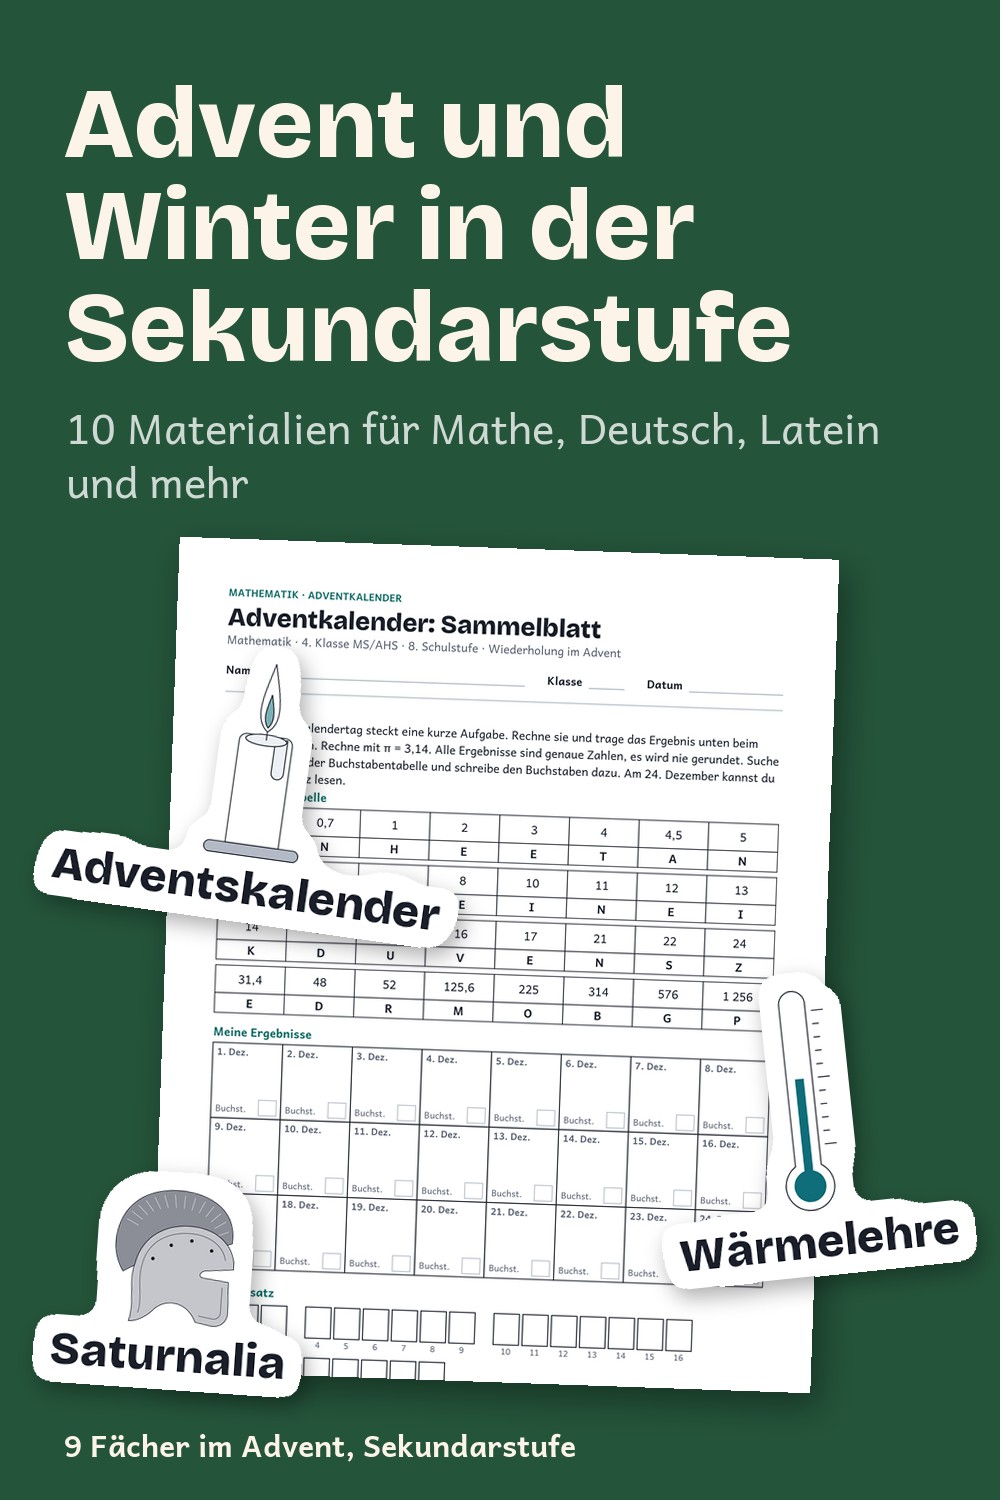 Advent und
Winter in der
Sekundarstufe
10 Materialien für Mathe, Deutsch, Latein
und mehr
MATHEMATIK · ADVENTKALENDER
Adventkalender: Sammelblatt
Mathematik · 4. Klasse MS/AHS · 8. Schulstufe · Wiederholung im Advent
Klasse Datum
steckt eine kurze Aufgabe. Rechne sie und trage das Ergebnis unten beim
Rechne mit π = 3,14. Alle Ergebnisse sind genaue Zahlen, es wird nie gerundet. Suche
der Buchstabentabelle und schreibe den Buchstaben dazu. Am 24. Dezember kannst du
lesen.
0,7 1 2 3 4 4,5 5
N H E E T A N
8 10 11 12 13
E I N E I
Adventskalender
14 16 17 21 22 24
K D U V E N S Z
31,4 48 52 125,6 225 314 576 1 256
E D R M O B G P
Meine Ergebnisse
1. Dez. 2. Dez. 3. Dez. 4. Dez. 5. Dez. 6. Dez. 7. Dez. 8. Dez.
Buchst. Buchst. Buchst. Buchst. Buchst. Buchst. Buchst. Buchst.
9. Dez. 10. Dez. 11. Dez. 12. Dez. 13. Dez. 14. Dez. 15. Dez. 16. Dez.
Buchst. Buchst. Buchst. Buchst. Buchst. Buchst. Buchst.
18. Dez. 19. Dez. 20. Dez. 21. Dez. 22. Dez. 23. Dez.
Buchst. Buchst. Buchst. Buchst. Buchst.
Wärmelehre
4 5 6 7 8 9 10 11 12 13 14 15 16
Saturnalia
9 Fächer im Advent, Sekundarstufe